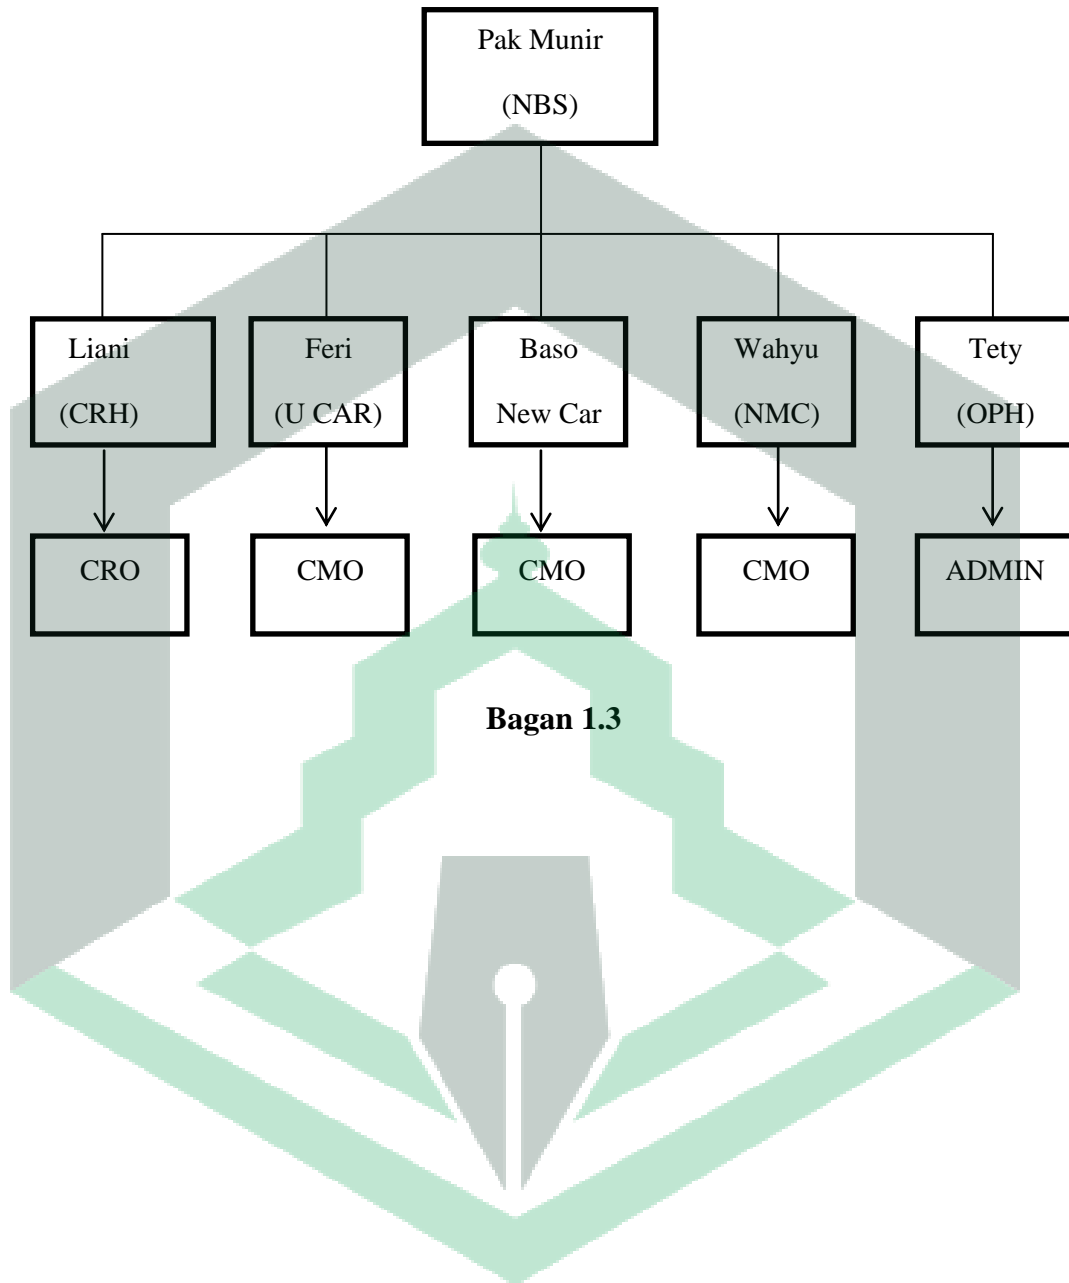 Pak Munir
(NBS)
Liani
(CRH)
Feri
(U CAR)
Baso
New Car
Wahyu
(NMC)
Tety
(OPH)
CRO
CMO
CMO
CMO
ADMIN
Bagan 1.3